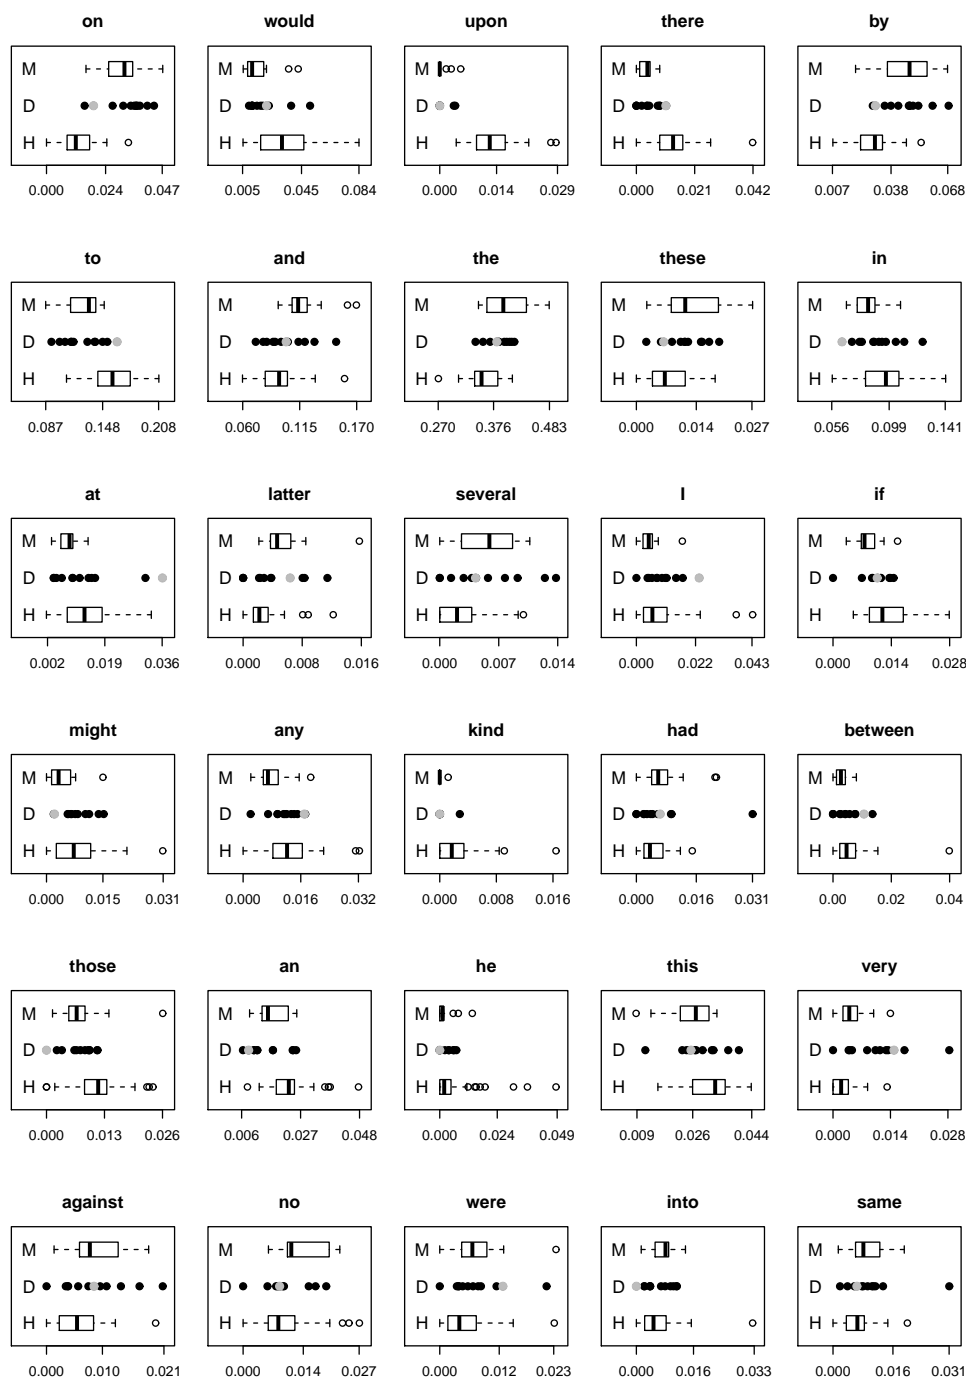 on would upon there by
M M M M M
D D D D D
H H H H H
0.000 0.024 0.047 0.005 0.045 0.084 0.000 0.014 0.029 0.000 0.021 0.042 0.007 0.038 0.068
to and the these in
M M M M M
D D D D D
H H H H H
0.087 0.148 0.208 0.060 0.115 0.170 0.270 0.376 0.483 0.000 0.014 0.027 0.056 0.099 0.141
at latter several I if
M M M M M
D D D D D
H H H H H
0.002 0.019 0.036 0.000 0.008 0.016 0.000 0.007 0.014 0.000 0.022 0.043 0.000 0.014 0.028
might any kind had between
M M M M M
D D D D D
H H H H H
0.000 0.015 0.031 0.000 0.016 0.032 0.000 0.008 0.016 0.000 0.016 0.031 0.00 0.02 0.04
those an he this very
M M M M M
D D D D D
H H H H H
0.000 0.013 0.026 0.006 0.027 0.048 0.000 0.024 0.049 0.009 0.026 0.044 0.000 0.014 0.028
against no were into same
M M M M M
D D D D D
H H H H H
0.000 0.010 0.021 0.000 0.014 0.027 0.000 0.012 0.023 0.000 0.016 0.033 0.000 0.016 0.031